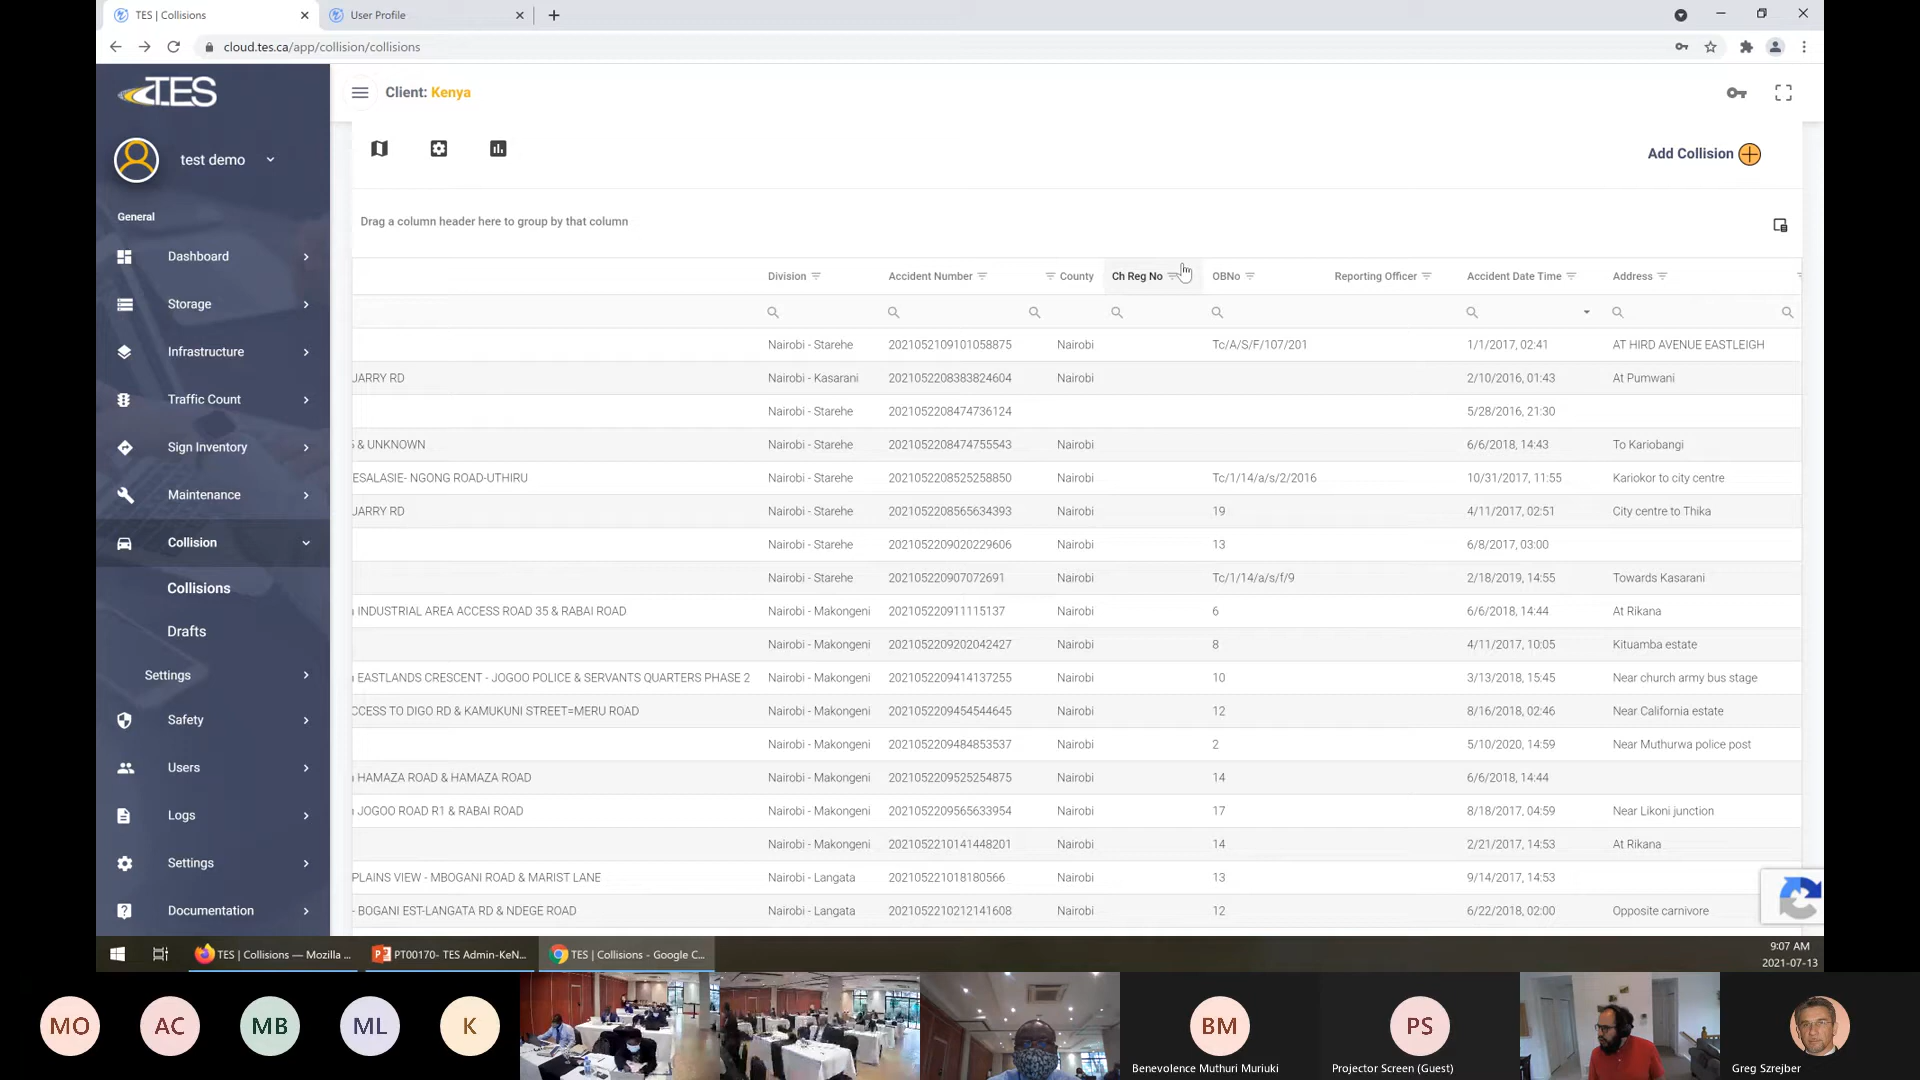 TES | Collisions
User Profile
cloud.tes.ca/app/collision/collisions
TES
Client: Kenya
test demo
Add Collision
General
Drag a column header here to group by that column
Dashboard
Storage
Infrastructure
Traffic Count
Sign Inventory
Maintenance
Collision
Collisions
Drafts
Settings
Safety
Users
Logs
Settings
Documentation
Division Accident Number County Ch Reg No OBNo Reporting Officer Accident Date Time Address
Nairobi - Starehe 2021052109101058875 Nairobi Tc/A/S/F/107/201 1/1/2017, 02:41 AT HIRD AVENUE EASTLEIGH
JARRY RD Nairobi - Kasarani 2021052208383824604 Nairobi 2/10/2016, 01:43 At Pumwani
Nairobi - Starehe 2021052208474736124 5/28/2016, 21:30
& UNKNOWN Nairobi - Starehe 2021052208474755543 Nairobi 6/6/2018, 14:43 To Kariobangi
ESALASIE- NGONG ROAD-UTHIRU Nairobi - Starehe 2021052208525258850 Nairobi Tc/1/14/a/s/2/2016 10/31/2017, 11:55 Kariokor to city centre
JARRY RD Nairobi - Starehe 2021052208565634393 Nairobi 19 4/11/2017, 02:51 City centre to Thika
Nairobi - Starehe 2021052209020229606 Nairobi 13 6/8/2017, 03:00
Nairobi - Starehe 202105220907072691 Nairobi Tc/1/14/a/s/f/9 2/18/2019, 14:55 Towards Kasarani
INDUSTRIAL AREA ACCESS ROAD 35 & RABAI ROAD Nairobi - Makongeni 202105220911115137 Nairobi 6 6/6/2018, 14:44 At Rikana
Nairobi - Makongeni 2021052209202042427 Nairobi 8 4/11/2017, 10:05 Kituamba estate
EASTLANDS CRESCENT - JOGOO POLICE & SERVANTS QUARTERS PHASE 2 Nairobi - Makongeni 2021052209414137255 Nairobi 10 3/13/2018, 15:45 Near church army bus stage
CCESS TO DIGO RD & KAMUKUNI STREET=MERU ROAD Nairobi - Makongeni 2021052209454544645 Nairobi 12 8/16/2018, 02:46 Near California estate
Nairobi - Makongeni 2021052209484853537 Nairobi 2 5/10/2020, 14:59 Near Muthurwa police post
HAMAZA ROAD & HAMAZA ROAD Nairobi - Makongeni 2021052209525254875 Nairobi 14 6/6/2018, 14:44
JOGOO ROAD R1 & RABAI ROAD Nairobi - Makongeni 2021052209565633954 Nairobi 17 8/18/2017, 04:59 Near Likoni junction
Nairobi - Makongeni 2021052210141448201 Nairobi 14 2/21/2017, 14:53 At Rikana
PLAINS VIEW - MBOGANI ROAD & MARIST LANE Nairobi - Langata 202105221018180566 Nairobi 13 9/14/2017, 14:53
- BOGANI EST-LANGATA RD & NDEGE ROAD Nairobi - Langata 2021052210212141608 Nairobi 12 6/22/2018, 02:00 Opposite carnivore
TES | Collisions — Mozilla ...
PT00170- TES Admin-KeN...
TES | Collisions - Google C...
9:07 AM
2021-07-13
MO
AC
MB
ML
K
BM
Benevolence Muthuri Muriuki
PS
Projector Screen (Guest)
Greg Szrejber